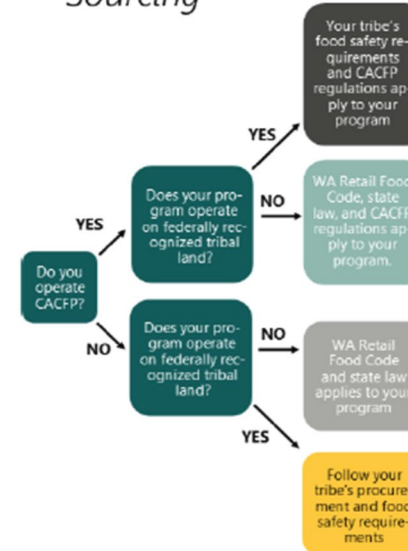 Sourcing
Your tribe's
food safety re-
quirements
and CACFP
regulations ap-
ply to your
program
YES
Does your pro-
gram operate
on federally rec-
ognized tribal
land?
NO
WA Retail Food
Code, state
law, and CACFP
regulations ap-
ply to your
program.
YES
Do you
operate
CACFP?
NO
Does your pro-
gram operate
on federally rec-
ognized tribal
land?
NO
WA Retail
Food Code
and state law
applies to your
program
YES
Follow your
tribe's procure-
ment and food
safety require-
ments